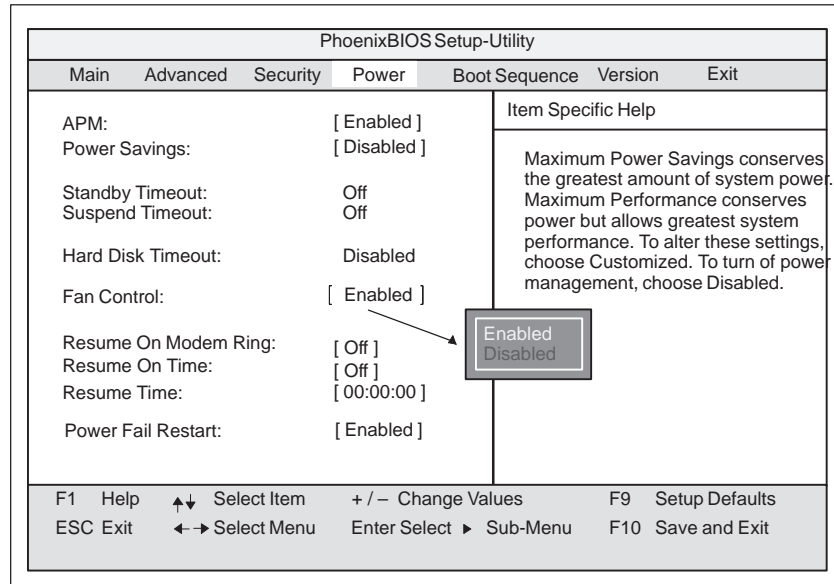 PhoenixBIOS Setup-Utility
Main Advanced Security Power Boot Sequence Version Exit
APM: [ Enabled ]
Power Savings: [ Disabled ]
Standby Timeout: Off
Suspend Timeout: Off
Hard Disk Timeout: Disabled
Fan Control: [ Enabled ]
Resume On Modem Ring: [ Off ]
Resume On Time: [ Off ]
Resume Time: [ 00:00:00 ]
Power Fail Restart: [ Enabled ]
Item Specific Help
Maximum Power Savings conserves
the greatest amount of system power.
Maximum Performance conserves
power but allows greatest system
performance. To alter these settings,
choose Customized. To turn of power
management, choose Disabled.
Enabled
Disabled
F1 Help Select Item + / – Change Values F9 Setup Defaults
ESC Exit Select Menu Enter Select Sub-Menu F10 Save and Exit